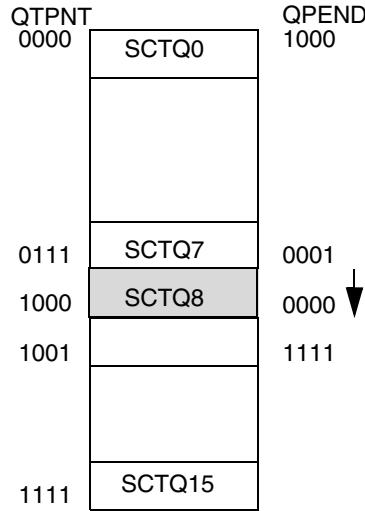 QTPNT QPEND
0000 SCTQ0 1000
0111 SCTQ7 0001
1000 SCTQ8 0000
1001 1111
1111 SCTQ15